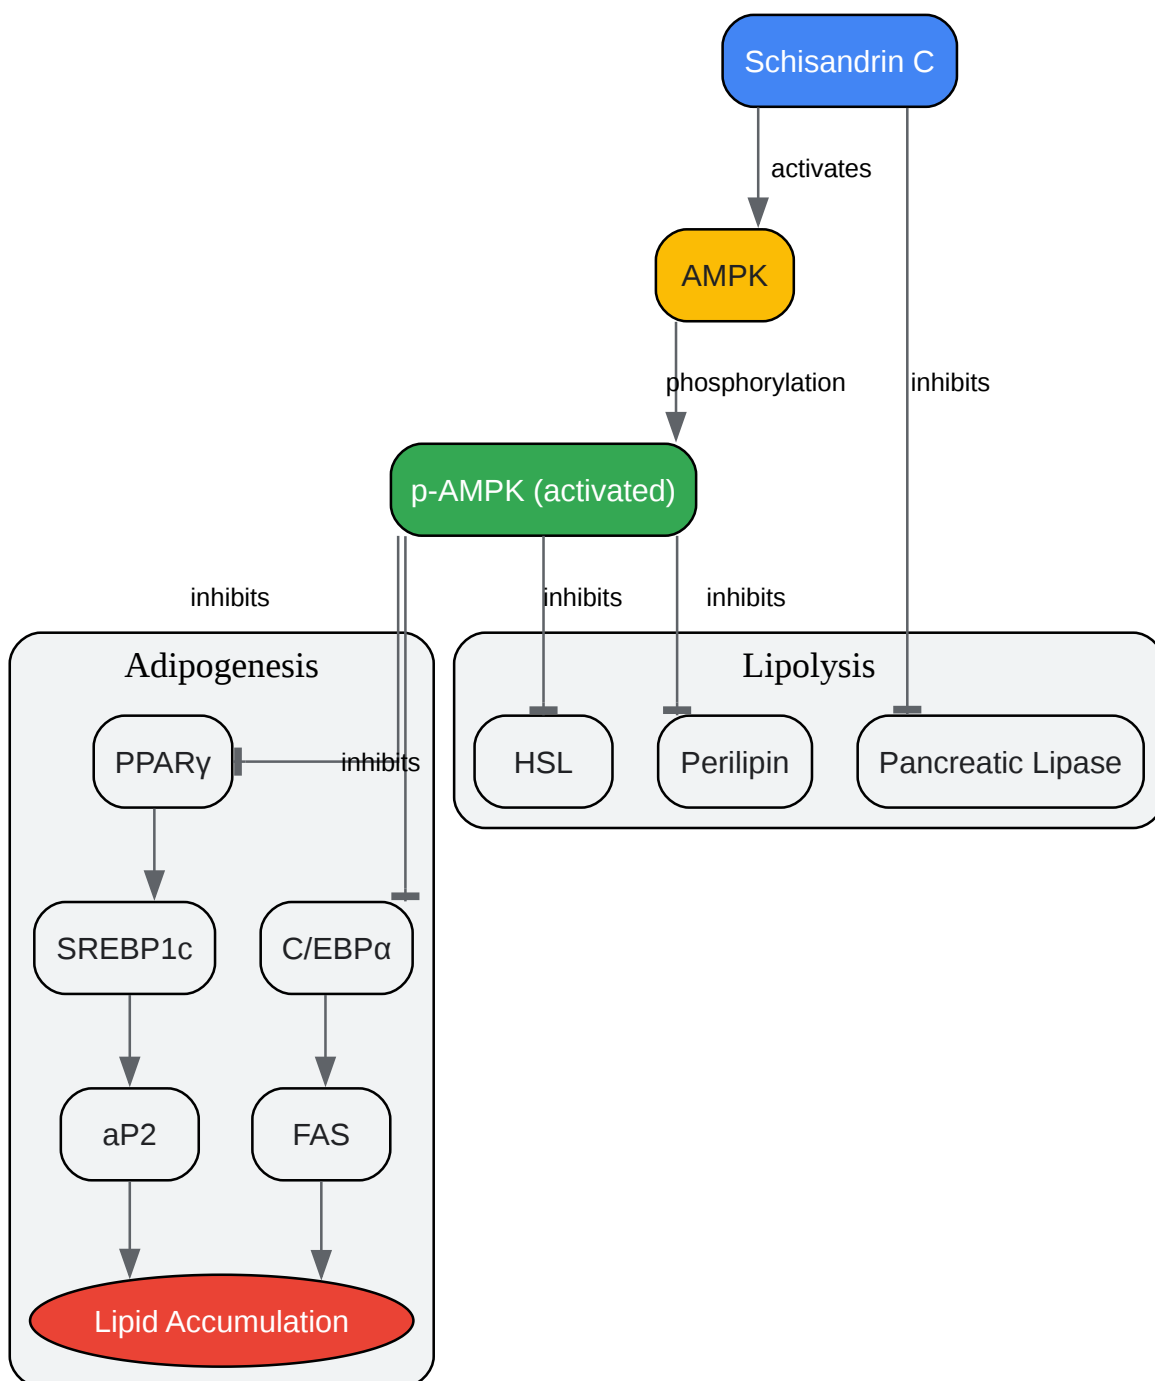 Schisandrin C
activates
AMPK
phosphorylation
inhibits
p-AMPK (activated)
inhibits
inhibits
inhibits
Adipogenesis
Lipolysis
PPARγ
inhibits
HSL
Perilipin
Pancreatic Lipase
SREBP1c
C/EBPα
aP2
FAS
Lipid Accumulation